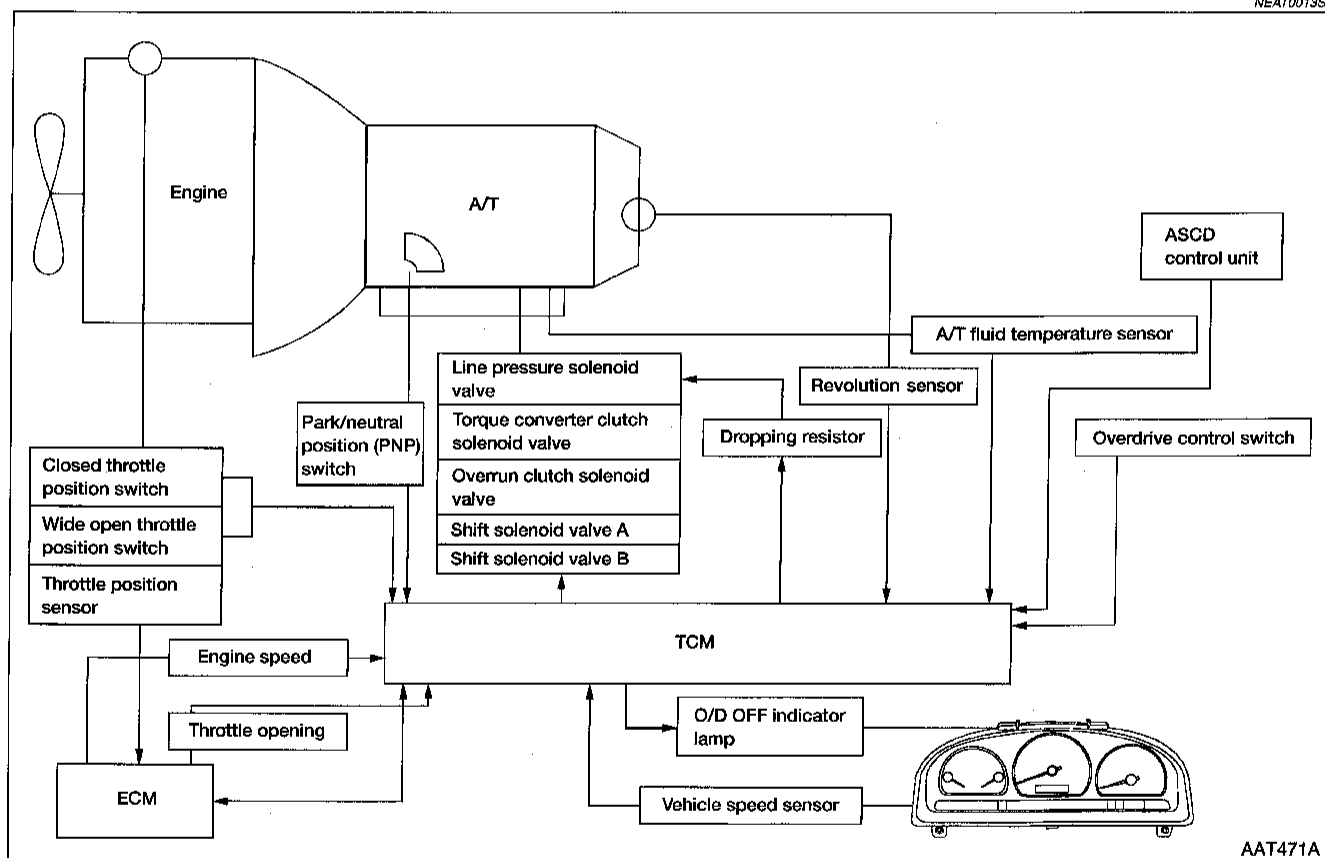 NEAT0013S
Engine
A/T
ASCD
control unit
A/T fluid temperature sensor
Line pressure solenoid
valve
Torque converter clutch
solenoid valve
Overrun clutch solenoid
valve
Shift solenoid valve A
Shift solenoid valve B
Revolution sensor
Park/neutral
position (PNP)
switch
Dropping resistor
Overdrive control switch
Closed throttle
position switch
Wide open throttle
position switch
Throttle position
sensor
TCM
Engine speed
Throttle opening
O/D OFF indicator
lamp
ECM
Vehicle speed sensor
AAT471A